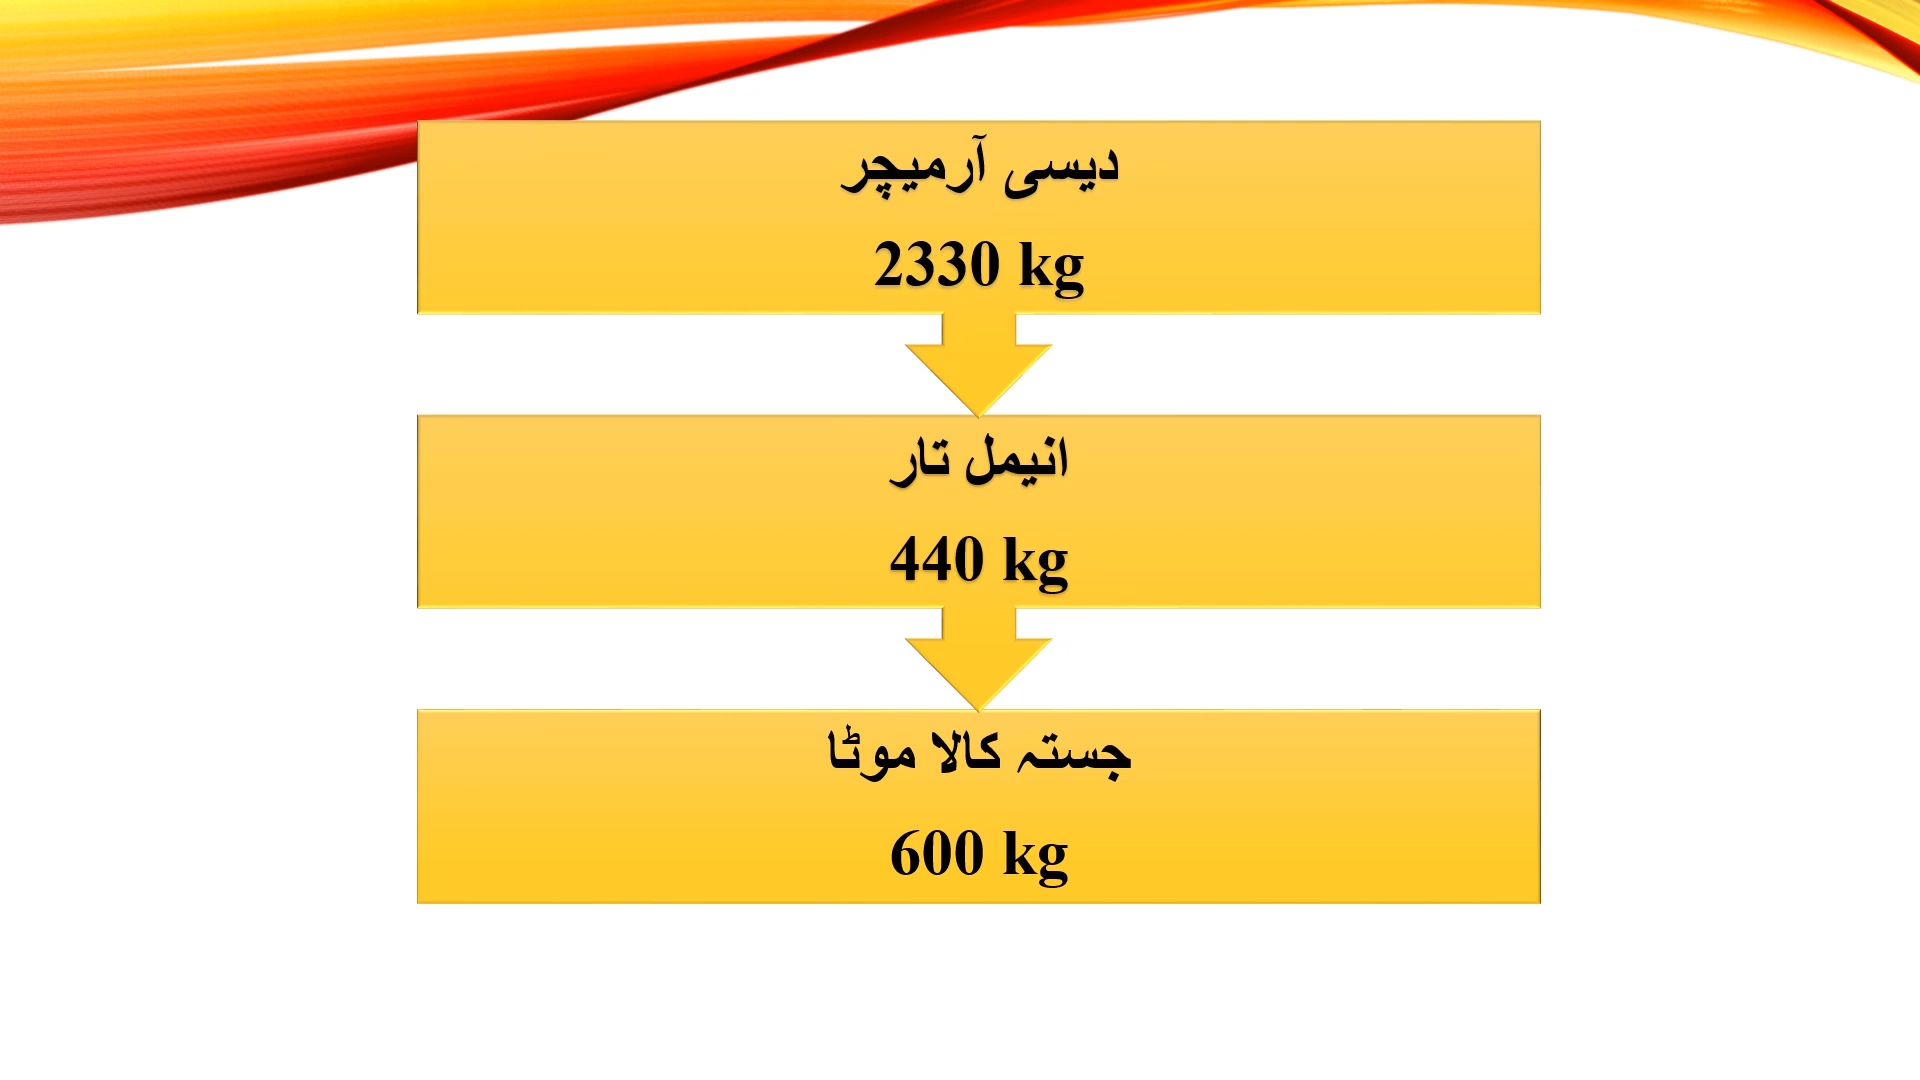 دیسی آرمیچر
2330 kg
انیمل تار
440 kg
جستہ کالا موٹا
600 kg